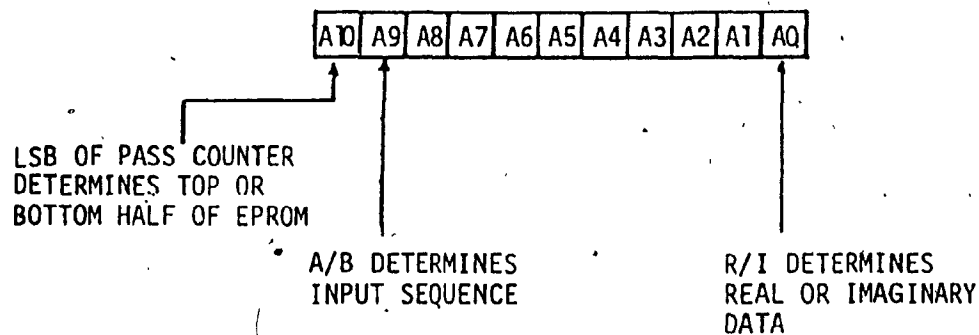 A10 A9 A8 A7 A6 A5 A4 A3 A2 A1 A0
LSB OF PASS COUNTER
DETERMINES TOP OR
BOTTOM HALF OF EPROM
A/B DETERMINES
INPUT SEQUENCE
R/I DETERMINES
REAL OR IMAGINARY
DATA